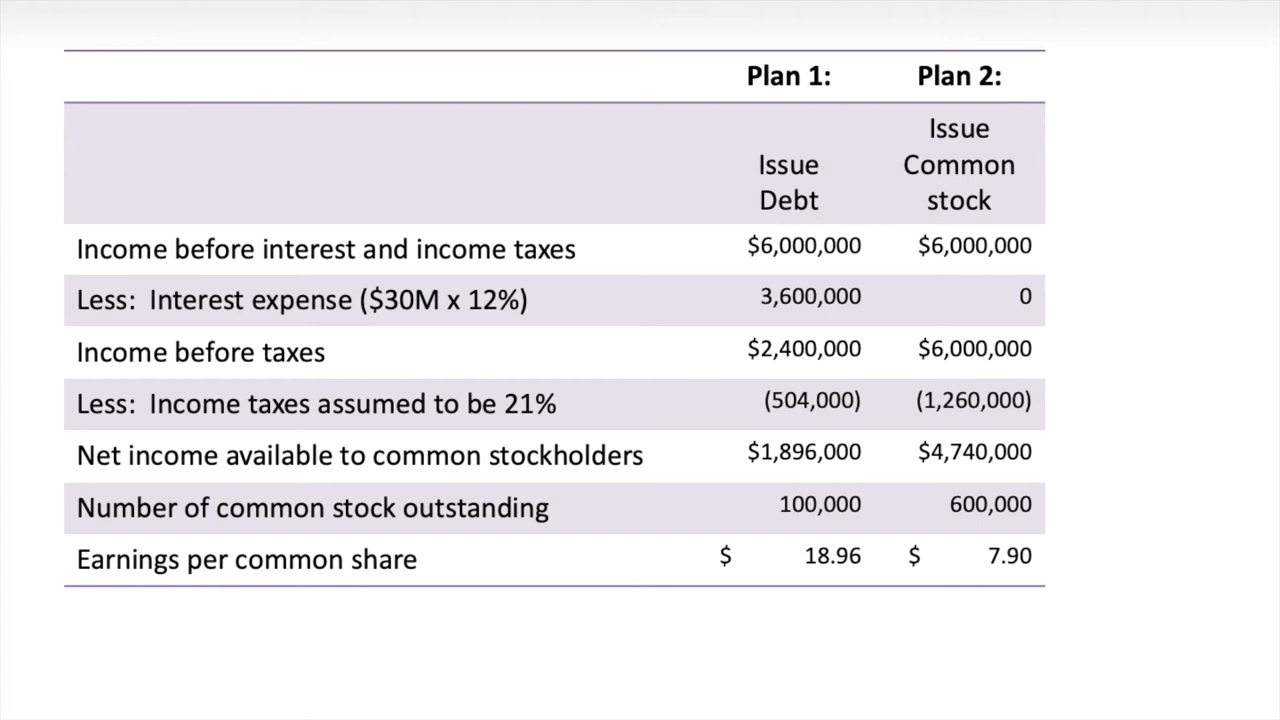 Plan 1: Plan 2:
Issue Debt Issue Common stock
Income before interest and income taxes $6,000,000 $6,000,000
Less: Interest expense ($30M x 12%) 3,600,000 0
Income before taxes $2,400,000 $6,000,000
Less: Income taxes assumed to be 21% (504,000) (1,260,000)
Net income available to common stockholders $1,896,000 $4,740,000
Number of common stock outstanding 100,000 600,000
Earnings per common share $ 18.96 $ 7.90